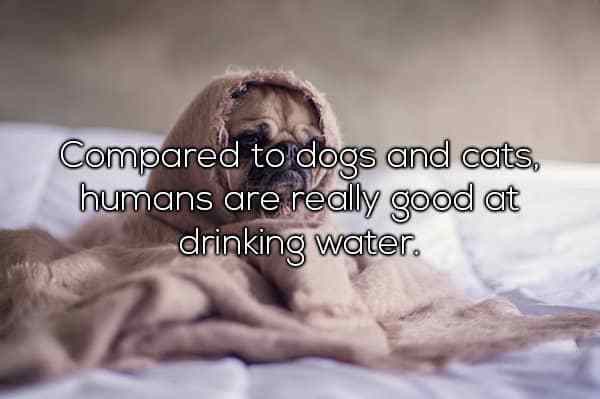 Compared to dogs and cats,
humans are really good at
drinking water.